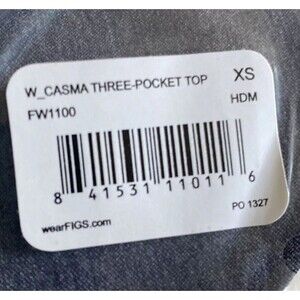 W_CASMA THREE-POCKET TOP XS
FW1100 HDM
8 41531 11011 6
wearFIGS.com PO 1327